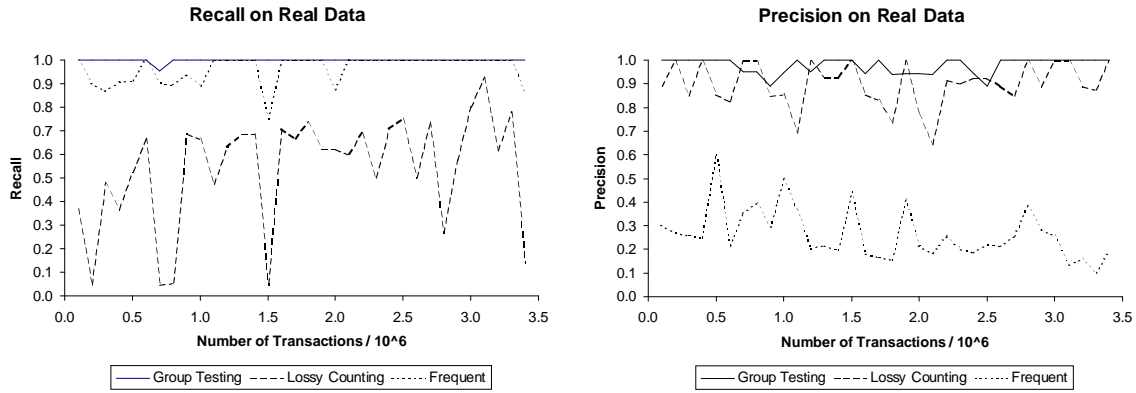 Recall on Real Data
1.0
0.9
0.8
0.7
0.6
0.5
0.4
0.3
0.2
0.1
0.0
Recall
0.0 0.5 1.0 1.5 2.0 2.5 3.0 3.5
Number of Transactions / 10^6
Group Testing Lossy Counting Frequent
Precision on Real Data
1.0
0.9
0.8
0.7
0.6
0.5
0.4
0.3
0.2
0.1
0.0
Precision
0.0 0.5 1.0 1.5 2.0 2.5 3.0 3.5
Number of Transactions / 10^6
Group Testing Lossy Counting Frequent